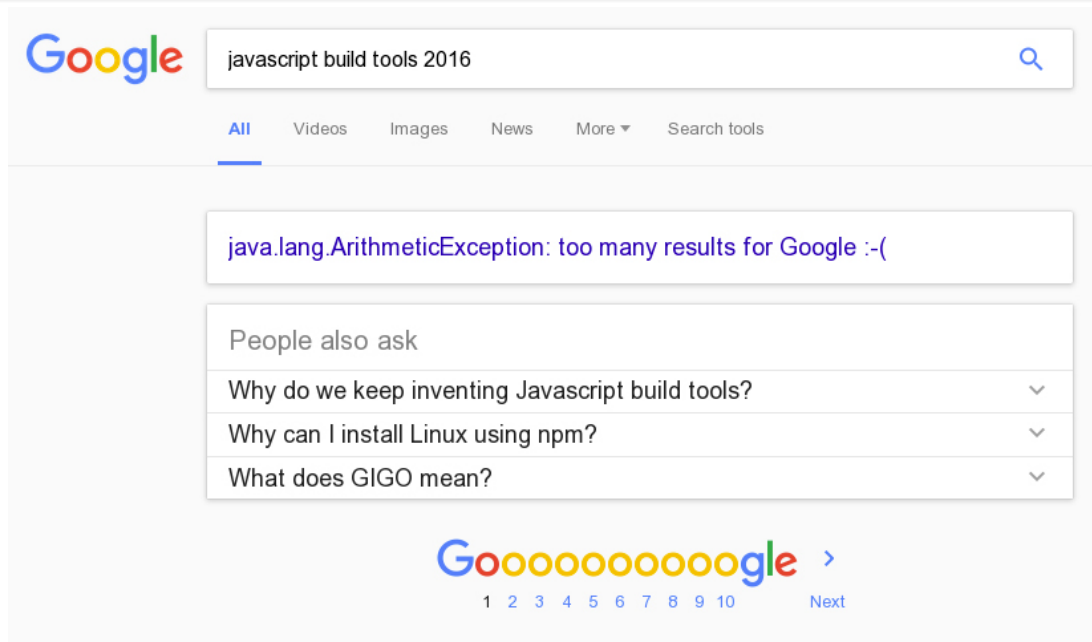 Google javascript build tools 2016
All Videos Images News More Search tools
java.lang.ArithmeticException: too many results for Google :-(
People also ask
Why do we keep inventing Javascript build tools?
Why can I install Linux using npm?
What does GIGO mean?
Goooooooooogle
1 2 3 4 5 6 7 8 9 10 Next